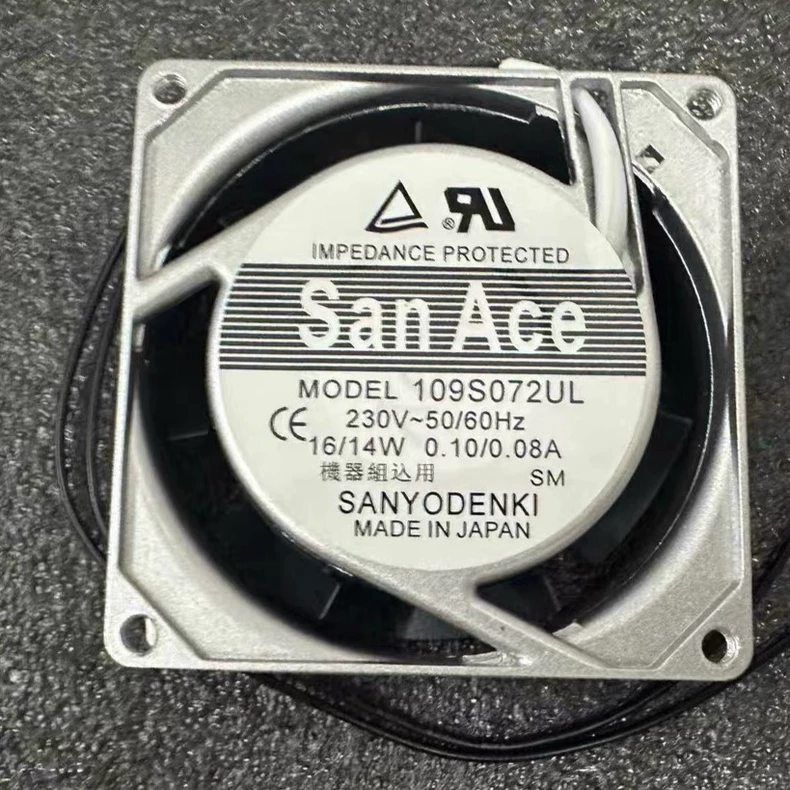 ® RU
IMPEDANCE PROTECTED
San Ace
MODEL 109S072UL
CE 230V~50/60Hz
16/14W 0.10/0.08A
機器組込用 SM
SANYODENKI
MADE IN JAPAN